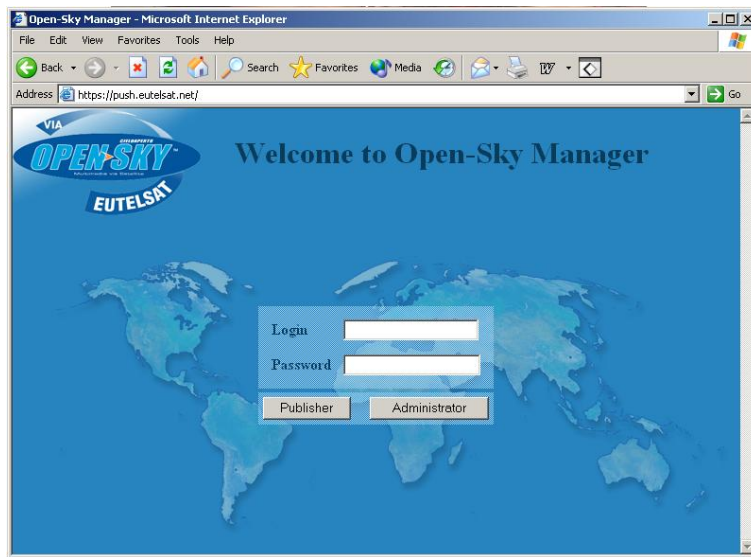 Open-Sky Manager - Microsoft Internet Explorer
File Edit View Favorites Tools Help
Back Search Favorites Media
Address https://push.eutelsat.net/ Go
VIA
OPEN-SKY
EUTELSAT
Welcome to Open-Sky Manager
Login
Password
Publisher Administrator